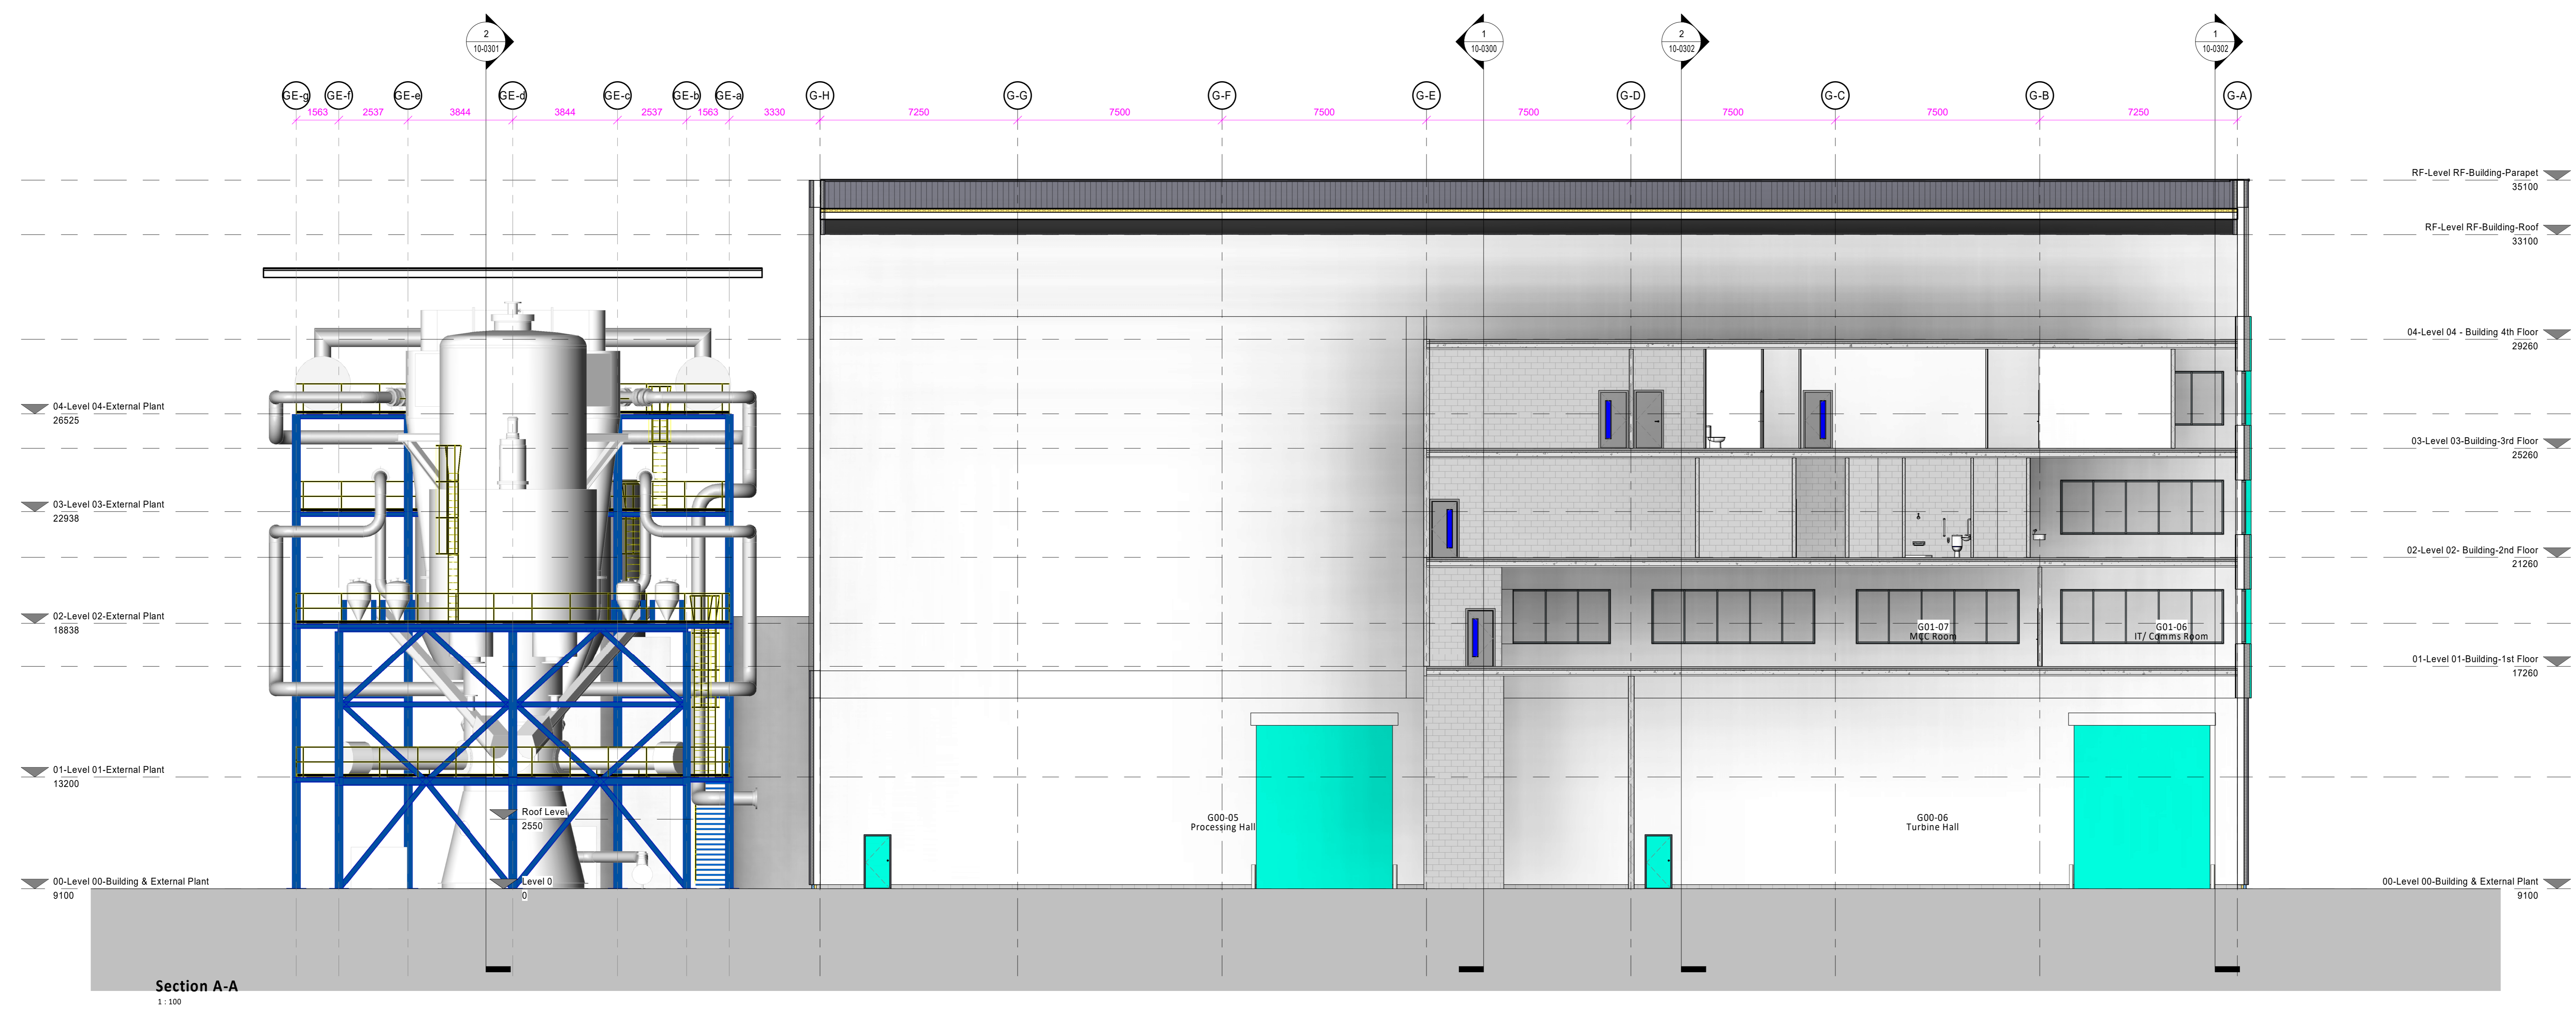 2
10-0301
1
10-0300
2
10-0302
1
10-0302
GE-g GE-f GE-e GE-d GE-c GE-b GE-a G-H G-G G-F G-E G-D G-C G-B G-A
1563 2537 3844 3844 2537 1563 3330 7250 7500 7500 7500 7500 7500 7250
RF-Level RF-Building-Parapet
35100
RF-Level RF-Building-Roof
33100
04-Level 04 - Building 4th Floor
29260
04-Level 04-External Plant
26525
03-Level 03-Building-3rd Floor
25260
03-Level 03-External Plant
22938
02-Level 02- Building-2nd Floor
21260
02-Level 02-External Plant
18838
G01-07
MCC Room
G01-06
IT/ Comms Room
01-Level 01-Building-1st Floor
17260
01-Level 01-External Plant
13200
Roof Level
2550
G00-05
Processing Hall
G00-06
Turbine Hall
00-Level 00-Building & External Plant
9100
Level 0
0
00-Level 00-Building & External Plant
9100
Section A-A
1 : 100